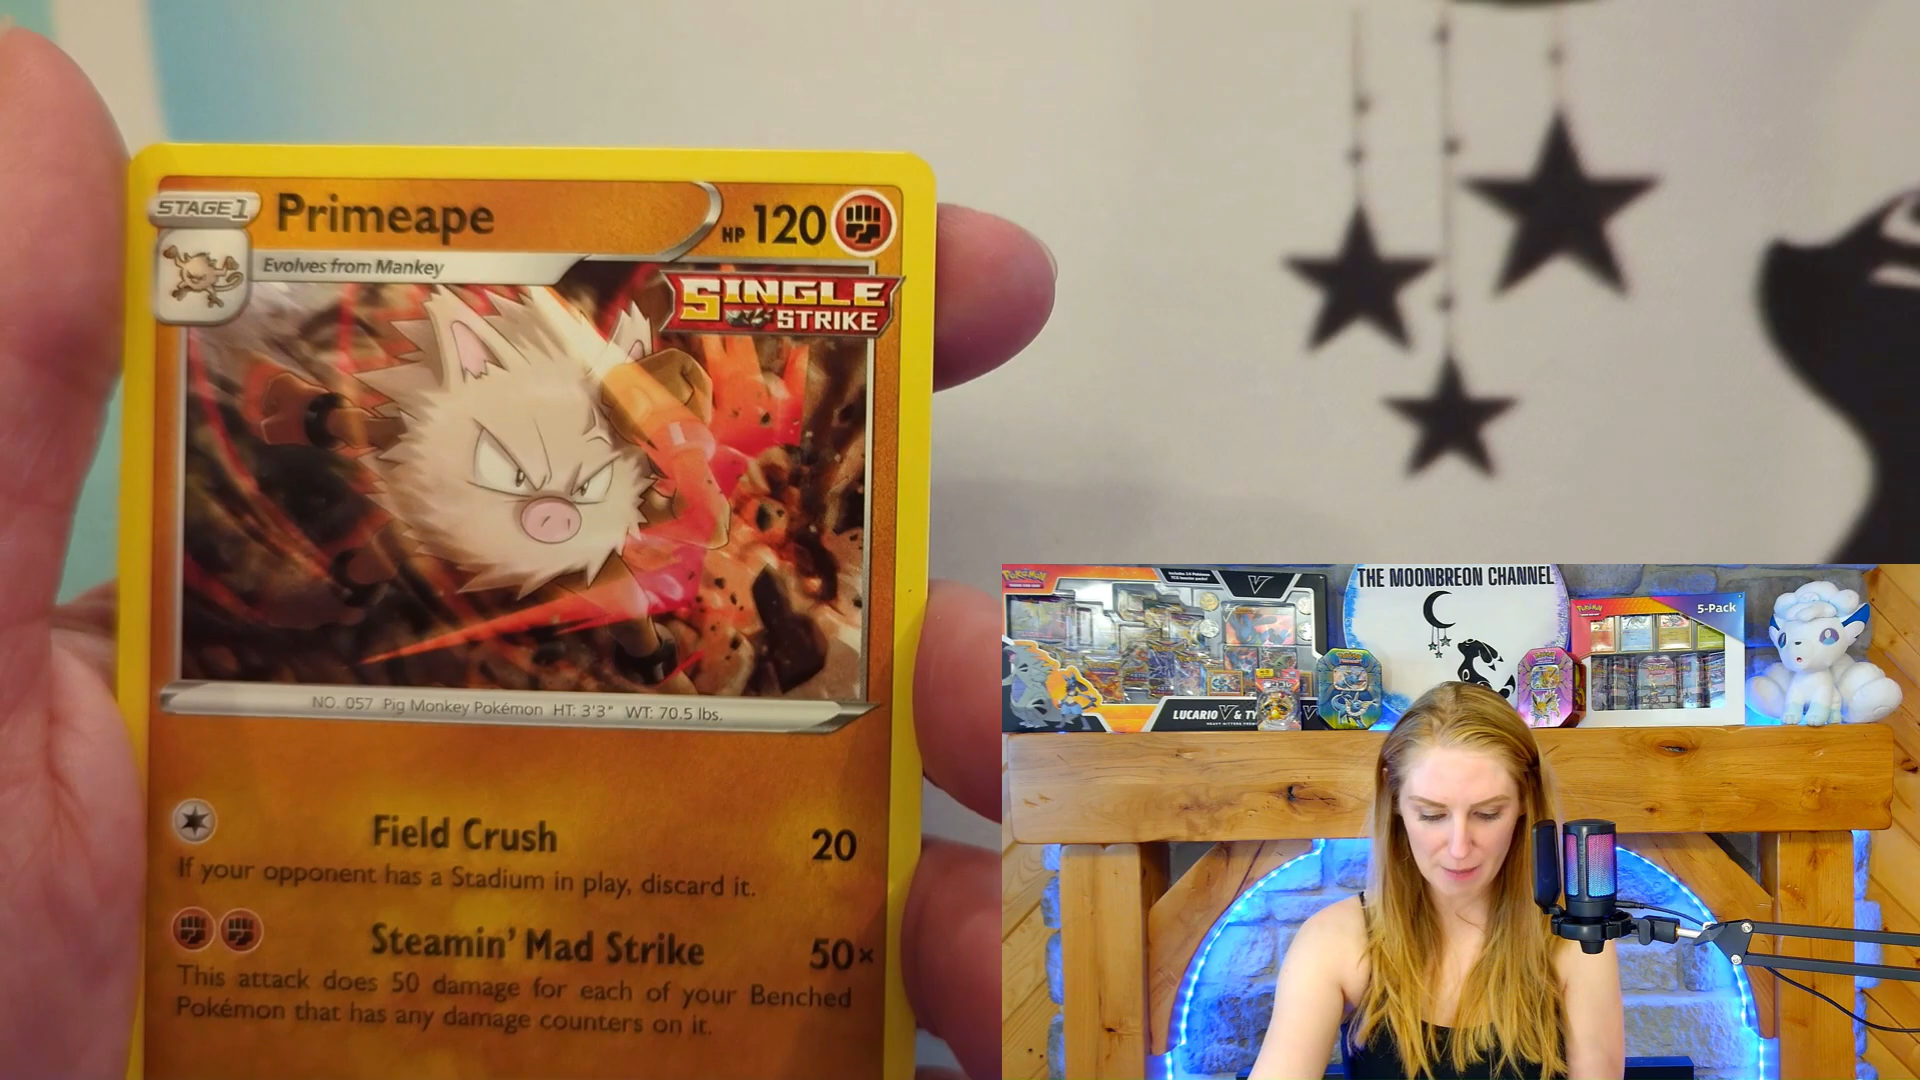 STAGE 1
Primeape
HP 120
Evolves from Mankey
SINGLE
STRIKE
NO. 057 Pig Monkey Pokémon HT: 3'3" WT: 70.5 lbs.
Field Crush 20
If your opponent has a Stadium in play, discard it.
Steamin' Mad Strike 50×
This attack does 50 damage for each of your Benched
Pokémon that has any damage counters on it.
THE MOONBREON CHANNEL
Pokémon
V
LUCARIO V & TY
V
Pokémon
5-Pack